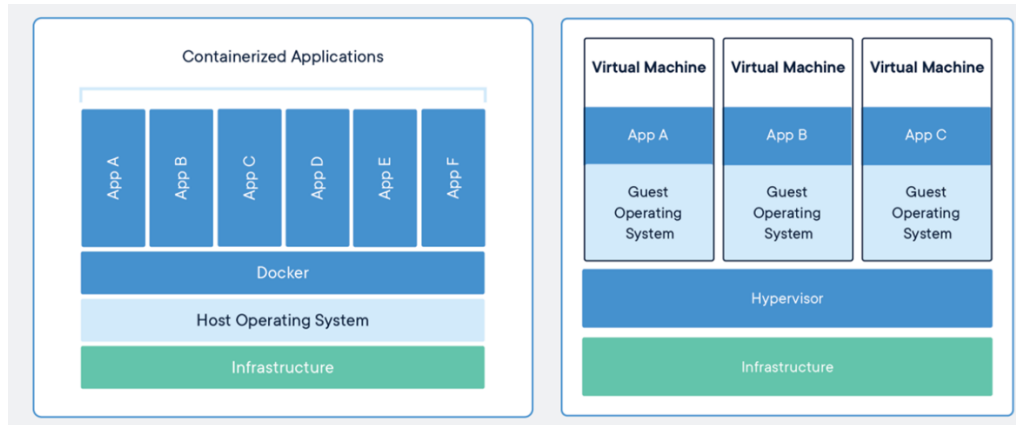 Containerized Applications
App A
App B
App C
App D
App E
App F
Docker
Host Operating System
Infrastructure
Virtual Machine
App A
Guest
Operating
System
Virtual Machine
App B
Guest
Operating
System
Virtual Machine
App C
Guest
Operating
System
Hypervisor
Infrastructure